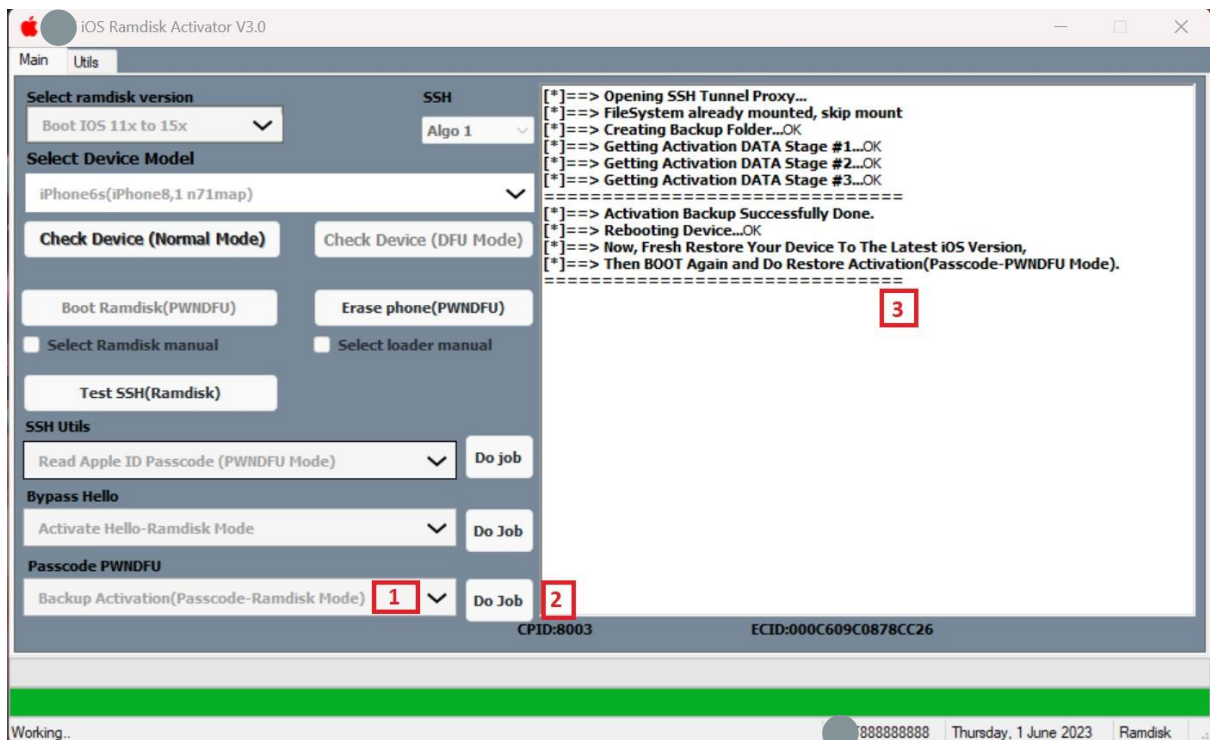 iOS Ramdisk Activator V3.0
Main Utils
Select ramdisk version SSH
Boot IOS 11x to 15x Algo 1
Select Device Model
iPhone6s(iPhone8,1 n71map)
Check Device (Normal Mode) Check Device (DFU Mode)
Boot Ramdisk(PWNDFU) Erase phone(PWNDFU)
Select Ramdisk manual Select loader manual
Test SSH(Ramdisk)
SSH Utils
Read Apple ID Passcode (PWNDFU Mode) Do job
Bypass Hello
Activate Hello-Ramdisk Mode Do Job
Passcode PWNDFU
Backup Activation(Passcode-Ramdisk Mode) 1 Do Job 2
[*]==> Opening SSH Tunnel Proxy...
[*]==> FileSystem already mounted, skip mount
[*]==> Creating Backup Folder...OK
[*]==> Getting Activation DATA Stage #1...OK
[*]==> Getting Activation DATA Stage #2...OK
[*]==> Getting Activation DATA Stage #3...OK
================================
[*]==> Activation Backup Successfully Done.
[*]==> Rebooting Device...OK
[*]==> Now, Fresh Restore Your Device To The Latest iOS Version,
[*]==> Then BOOT Again and Do Restore Activation(Passcode-PWNDFU Mode).
================================
3
CPID:8003 ECID:000C609C0878CC26
Working.. 888888888 Thursday, 1 June 2023 Ramdisk